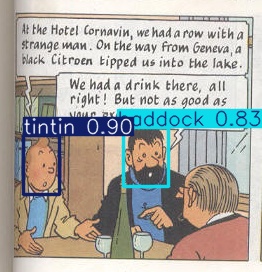 At the Hotel Cornavin, we had a row with a
strange man. On the way from Geneva, a
black Citroen tipped us into the lake.
We had a drink there, all
right! But not as good as
tintin 0.90
addock 0.83